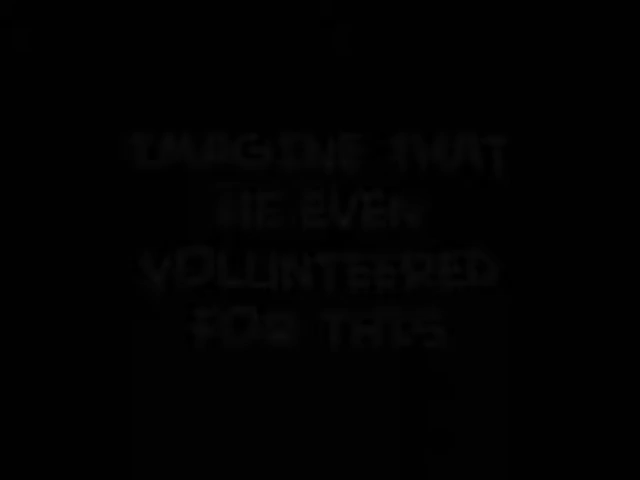 IMAGINE THAT
HE EVEN
VOLUNTEERED
FOR THIS